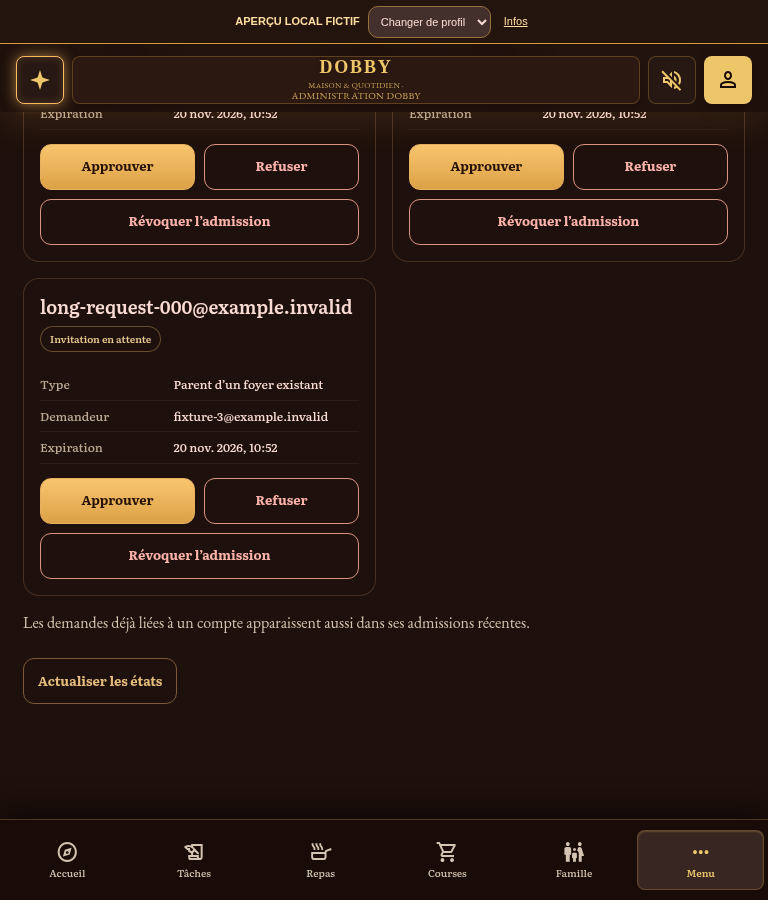 APERÇU LOCAL FICTIF Changer de profil Infos
DOBBY
MAISON & QUOTIDIEN ·
ADMINISTRATION DOBBY
Expiration 20 nov. 2026, 10:52 Expiration 20 nov. 2026, 10:52
Approuver Refuser Approuver Refuser
Révoquer l’admission Révoquer l’admission
long-request-000@example.invalid
Invitation en attente
Type Parent d’un foyer existant
Demandeur fixture-3@example.invalid
Expiration 20 nov. 2026, 10:52
Approuver Refuser
Révoquer l’admission
Les demandes déjà liées à un compte apparaissent aussi dans ses admissions récentes.
Actualiser les états
Accueil Tâches Repas Courses Famille Menu